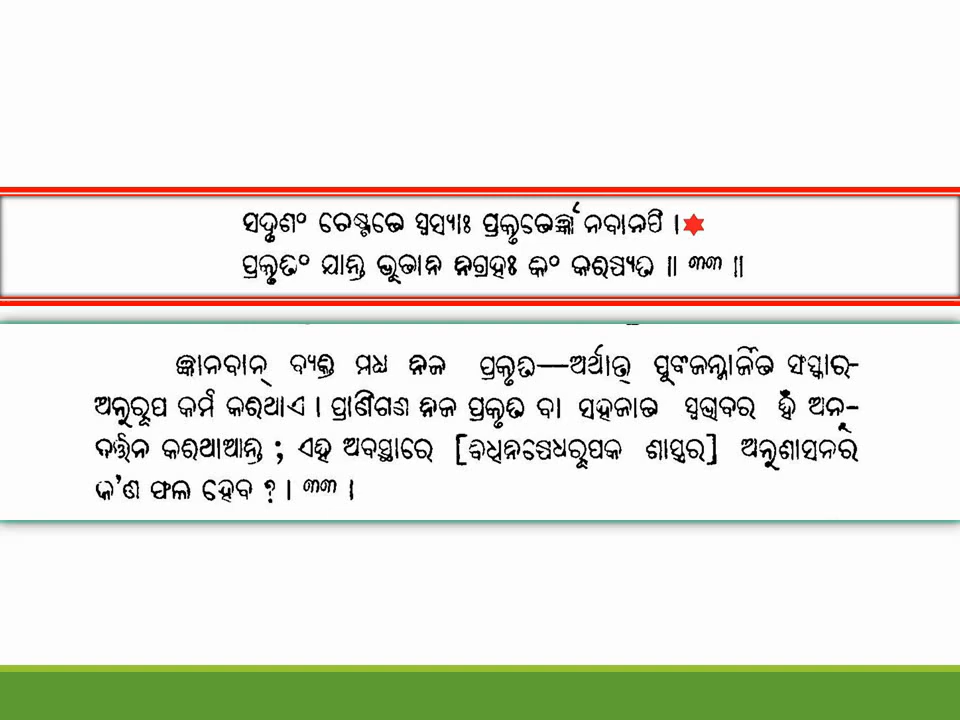 ସଦୃଶଂ ଚେଷ୍ଟତେ ସ୍ୱସ୍ୟାଃ ପ୍ରକୃତେର୍ଜ୍ଞାନବାନପି ।
ପ୍ରକୃତିଂ ଯାନ୍ତି ଭୂତାନି ନିଗ୍ରହଃ କିଂ କରିଷ୍ୟତି ॥ ୩୩ ॥
ଜ୍ଞାନବାନ୍ ବ୍ୟକ୍ତି ମଧ୍ୟ ନିଜ ପ୍ରକୃତି—ଅର୍ଥାତ୍ ପୂର୍ବଜନ୍ମାର୍ଜିତ ସଂସ୍କାର-
ଅନୁରୂପ କର୍ମ କରିଥାଏ । ପ୍ରାଣିଗଣ ନିଜ ପ୍ରକୃତି ବା ସହଜାତ ସ୍ୱଭାବର ହିଁ ଅନୁ-
ବର୍ତ୍ତନ କରିଥାଆନ୍ତି ; ଏହି ଅବସ୍ଥାରେ [ବିଧିନିଷେଧରୂପକ ଶାସ୍ତ୍ରର] ଅନୁଶାସନର
କ'ଣ ଫଳ ହେବ ? । ୩୩ ।